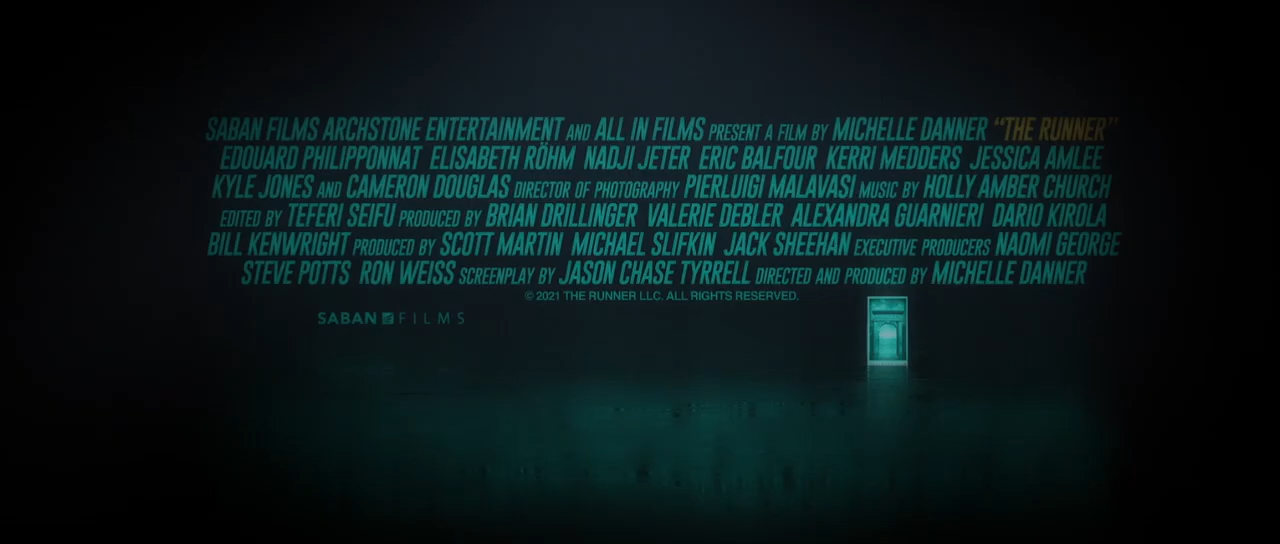 SABAN FILMS ARCHSTONE ENTERTAINMENT AND ALL IN FILMS PRESENT A FILM BY MICHELLE DANNER “THE RUNNER”
EDOUARD PHILIPPONNAT ELISABETH RÖHM NADJI JETER ERIC BALFOUR KERRI MEDDERS JESSICA AMLEE
KYLE JONES AND CAMERON DOUGLAS DIRECTOR OF PHOTOGRAPHY PIERLUIGI MALAVASI MUSIC BY HOLLY AMBER CHURCH
EDITED BY TEFERI SEIFU PRODUCED BY BRIAN DRILLINGER VALERIE DEBLER ALEXANDRA GUARNIERI DARIO KIROLA
BILL KENWRIGHT PRODUCED BY SCOTT MARTIN MICHAEL SLIFKIN JACK SHEEHAN EXECUTIVE PRODUCERS NAOMI GEORGE
STEVE POTTS RON WEISS SCREENPLAY BY JASON CHASE TYRRELL DIRECTED AND PRODUCED BY MICHELLE DANNER
© 2021 THE RUNNER LLC. ALL RIGHTS RESERVED.
SABAN FILMS